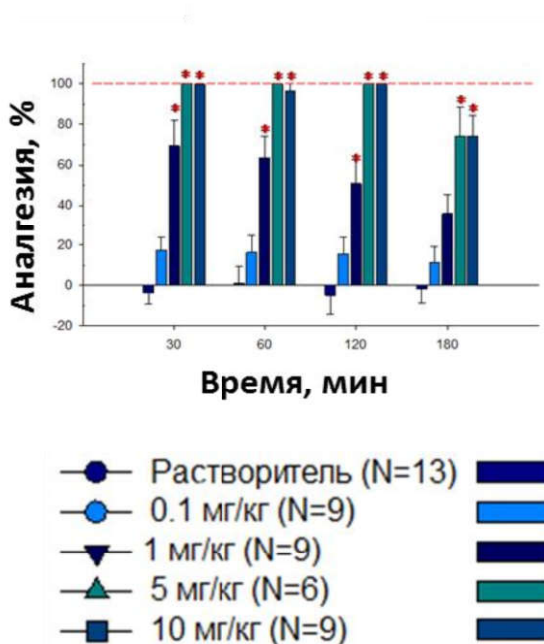 Аналгезия, %
100
80
60
40
20
0
-20
* * *
* * *
* * *
* *
30 60 120 180
Время, мин
Растворитель (N=13)
0.1 мг/кг (N=9)
1 мг/кг (N=9)
5 мг/кг (N=6)
10 мг/кг (N=9)